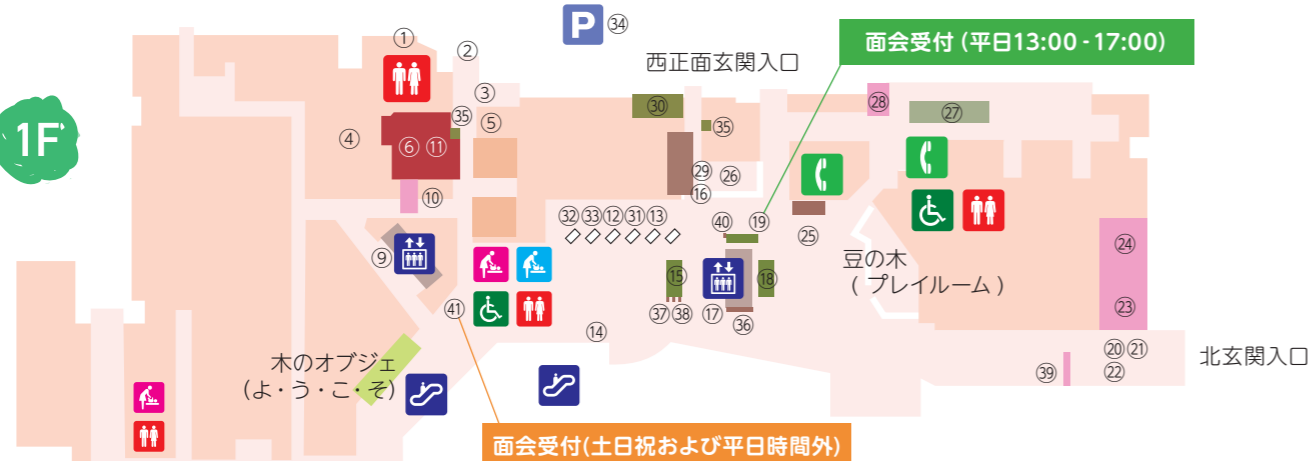 1F
P ㉞
①
②
③
④
㉟
⑤
⑥ ⑪
⑩
⑨
西正面玄関入口
面会受付 (平日13:00 - 17:00)
㉚
㉟
㉘
㉗
㉙
㉖
⑯
㉜ ㉝ ⑫ ㉛ ⑬
㊵ ⑲
㉕
⑮
⑱
㊲ ㊳ ⑰ ㊱
⑭
㊶
豆の木
( プレイルーム )
㉔
㉓
⑳ ㉑
㉒
㊴
北玄関入口
木のオブジェ
(よ・う・こ・そ)
面会受付(土日祝および平日時間外)